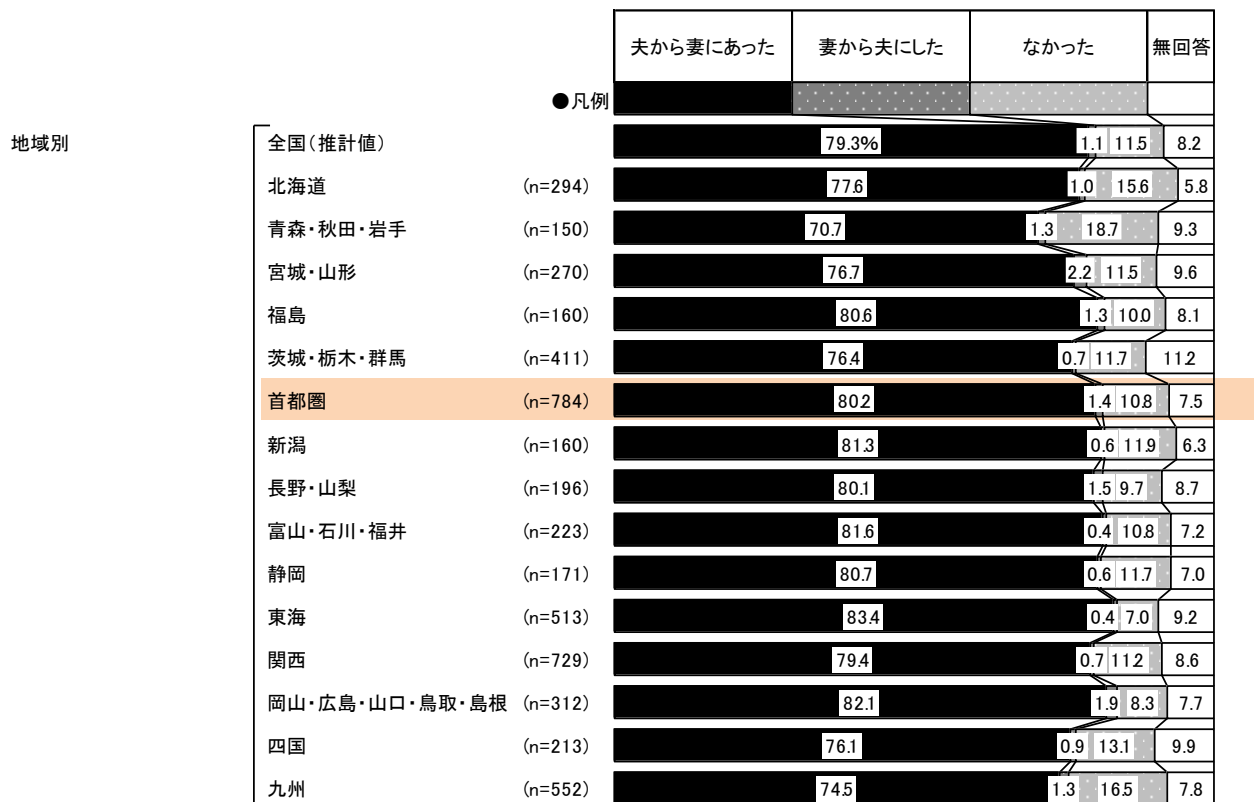 夫から妻にあった 妻から夫にした なかった 無回答
●凡例
地域別
全国(推計値) 79.3% 1.1 11.5 8.2
北海道 (n=294) 77.6 1.0 15.6 5.8
青森・秋田・岩手 (n=150) 70.7 1.3 18.7 9.3
宮城・山形 (n=270) 76.7 2.2 11.5 9.6
福島 (n=160) 80.6 1.3 10.0 8.1
茨城・栃木・群馬 (n=411) 76.4 0.7 11.7 11.2
首都圏 (n=784) 80.2 1.4 10.8 7.5
新潟 (n=160) 81.3 0.6 11.9 6.3
長野・山梨 (n=196) 80.1 1.5 9.7 8.7
富山・石川・福井 (n=223) 81.6 0.4 10.8 7.2
静岡 (n=171) 80.7 0.6 11.7 7.0
東海 (n=513) 83.4 0.4 7.0 9.2
関西 (n=729) 79.4 0.7 11.2 8.6
岡山・広島・山口・鳥取・島根 (n=312) 82.1 1.9 8.3 7.7
四国 (n=213) 76.1 0.9 13.1 9.9
九州 (n=552) 74.5 1.3 16.5 7.8